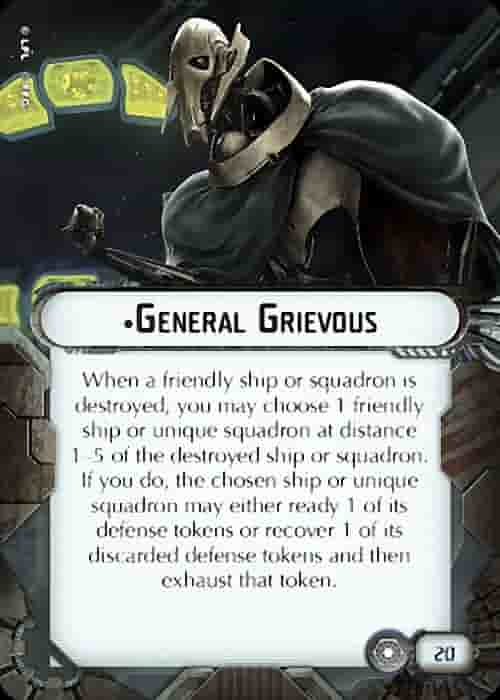 © LFL
•General Grievous
When a friendly ship or squadron is
destroyed, you may choose 1 friendly
ship or unique squadron at distance
1-5 of the destroyed ship or squadron.
If you do, the chosen ship or unique
squadron may either ready 1 of its
defense tokens or recover 1 of its
discarded defense tokens and then
exhaust that token.
20